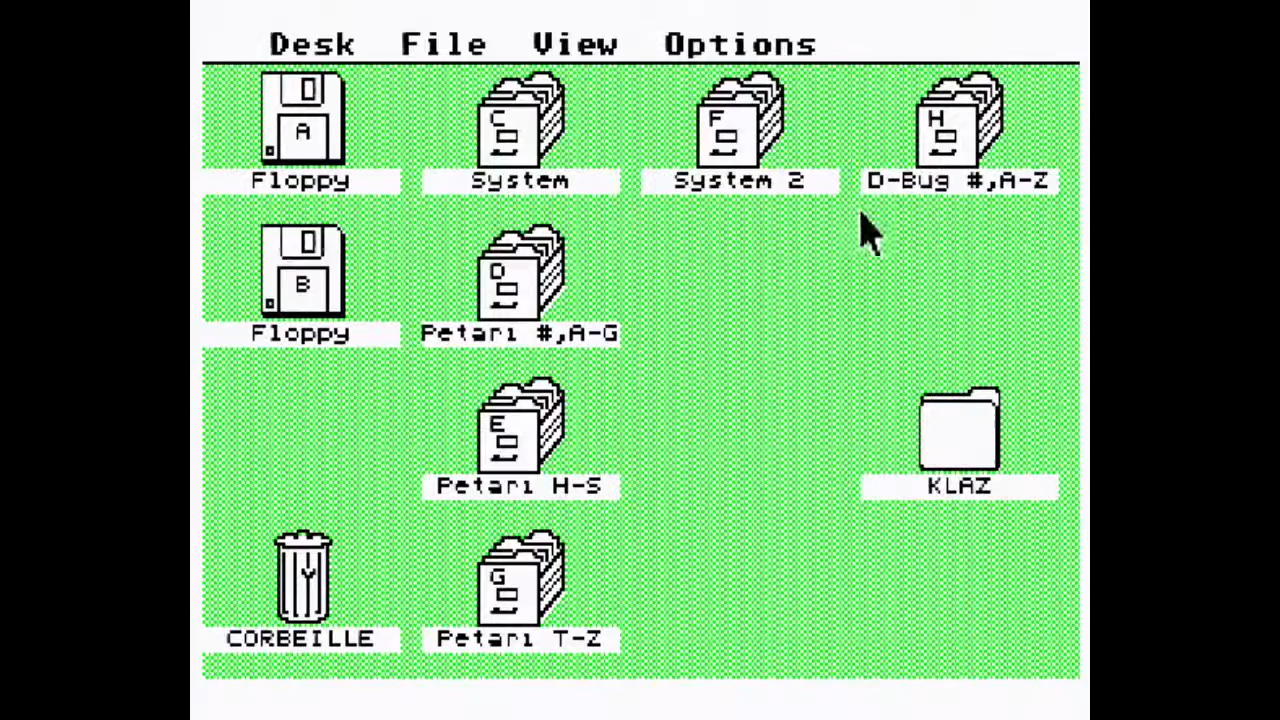 Desk File View Options
A C F H
Floppy System System 2 D-Bug #,A-Z
B D
Floppy Petari #,A-G
E
Petari H-S KLAZ
G
CORBEILLE Petari T-Z